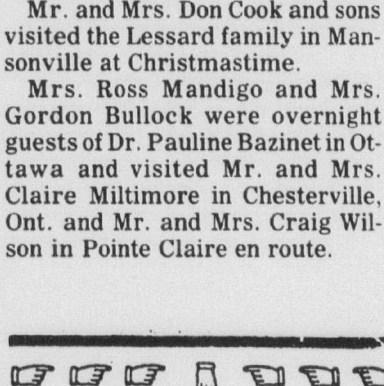 Mr. and Mrs. Don Cook and sons
visited the Lessard family in Man-
sonville at Christmastime.
Mrs. Ross Mandigo and Mrs.
Gordon Bullock were overnight
guests of Dr. Pauline Bazinet in Ot-
tawa and visited Mr. and Mrs.
Claire Miltimore in Chesterville,
Ont. and Mr. and Mrs. Craig Wil-
son in Pointe Claire en route.